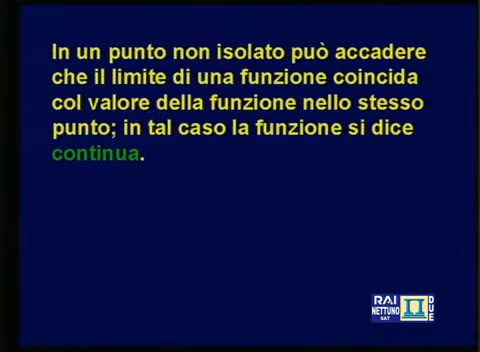 In un punto non isolato può accadere
che il limite di una funzione coincida
col valore della funzione nello stesso
punto; in tal caso la funzione si dice
continua.
RAI
NETTUNO
SAT
DUE